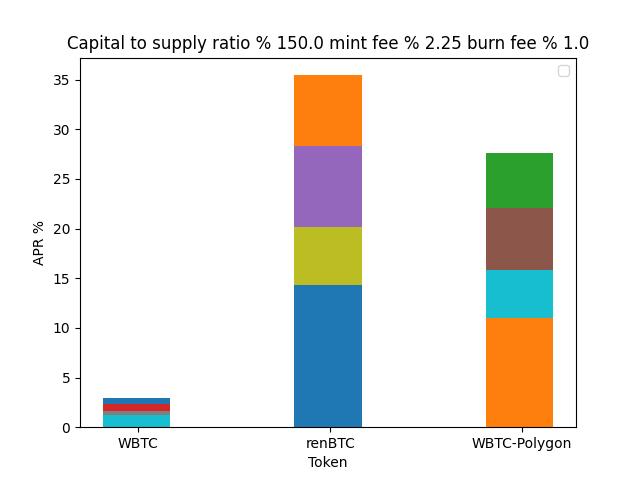 Capital to supply ratio % 150.0 mint fee % 2.25 burn fee % 1.0
APR %
35
30
25
20
15
10
5
0
WBTC renBTC WBTC-Polygon
Token